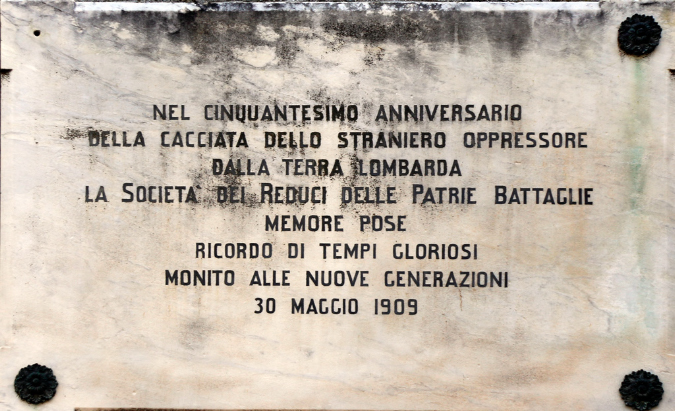 NEL CINQUANTESIMO ANNIVERSARIO
DELLA CACCIATA DELLO STRANIERO OPPRESSORE
DALLA TERRA LOMBARDA
LA SOCIETA' DEI REDUCI DELLE PATRIE BATTAGLIE
MEMORE POSE
RICORDO DI TEMPI GLORIOSI
MONITO ALLE NUOVE GENERAZIONI
30 MAGGIO 1909